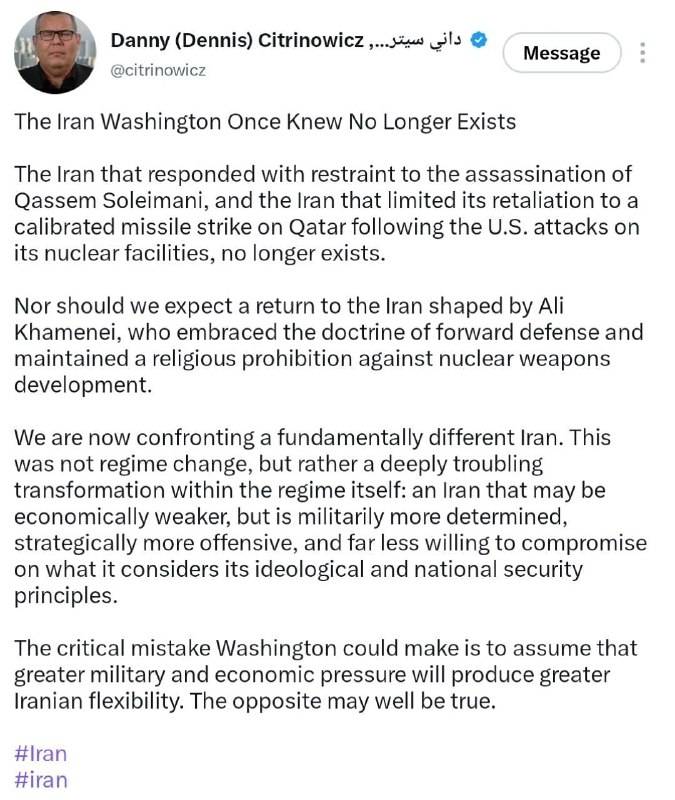 Danny (Dennis) Citrinowicz ,...داني سيتر
@citrinowicz
Message
The Iran Washington Once Knew No Longer Exists
The Iran that responded with restraint to the assassination of
Qassem Soleimani, and the Iran that limited its retaliation to a
calibrated missile strike on Qatar following the U.S. attacks on
its nuclear facilities, no longer exists.
Nor should we expect a return to the Iran shaped by Ali
Khamenei, who embraced the doctrine of forward defense and
maintained a religious prohibition against nuclear weapons
development.
We are now confronting a fundamentally different Iran. This
was not regime change, but rather a deeply troubling
transformation within the regime itself: an Iran that may be
economically weaker, but is militarily more determined,
strategically more offensive, and far less willing to compromise
on what it considers its ideological and national security
principles.
The critical mistake Washington could make is to assume that
greater military and economic pressure will produce greater
Iranian flexibility. The opposite may well be true.
#Iran
#iran